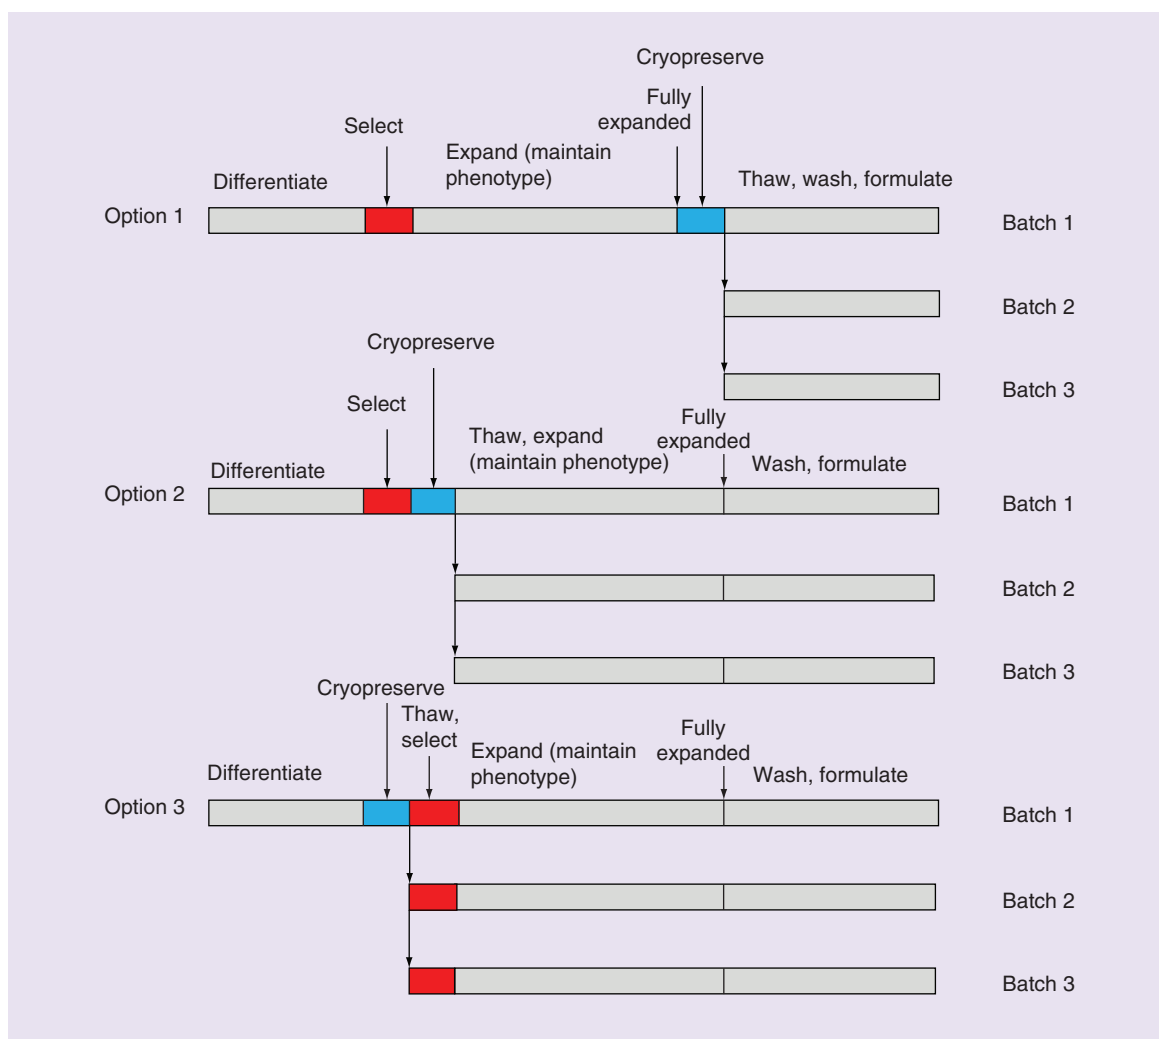 Cryopreserve
Fully
expanded
Select
Expand (maintain
phenotype)
Differentiate
Thaw, wash, formulate
Option 1
Batch 1
Batch 2
Batch 3
Cryopreserve
Select
Thaw, expand
(maintain phenotype)
Fully
expanded
Differentiate
Wash, formulate
Option 2
Batch 1
Batch 2
Batch 3
Cryopreserve
Thaw,
select
Expand (maintain
phenotype)
Fully
expanded
Differentiate
Wash, formulate
Option 3
Batch 1
Batch 2
Batch 3